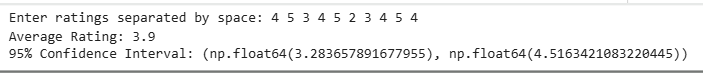 Enter ratings separated by space: 4 5 3 4 5 2 3 4 5 4
Average Rating: 3.9
95% Confidence Interval: (np.float64(3.283657891677955), np.float64(4.5163421083220445))